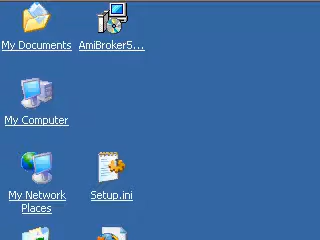 My Documents
AmiBroker5...
My Computer
My Network
Places
Setup.ini